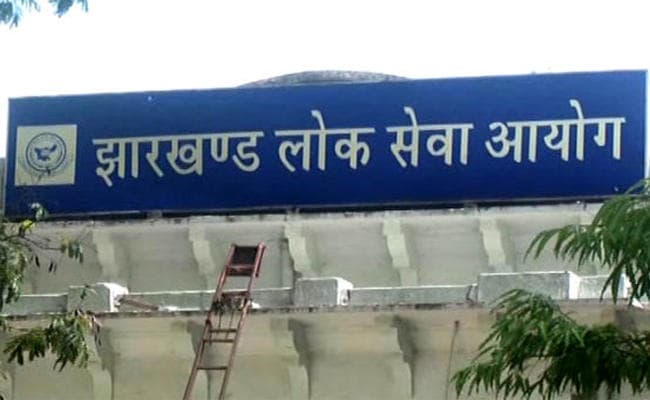 झारखण्ड लोक सेवा आयोग